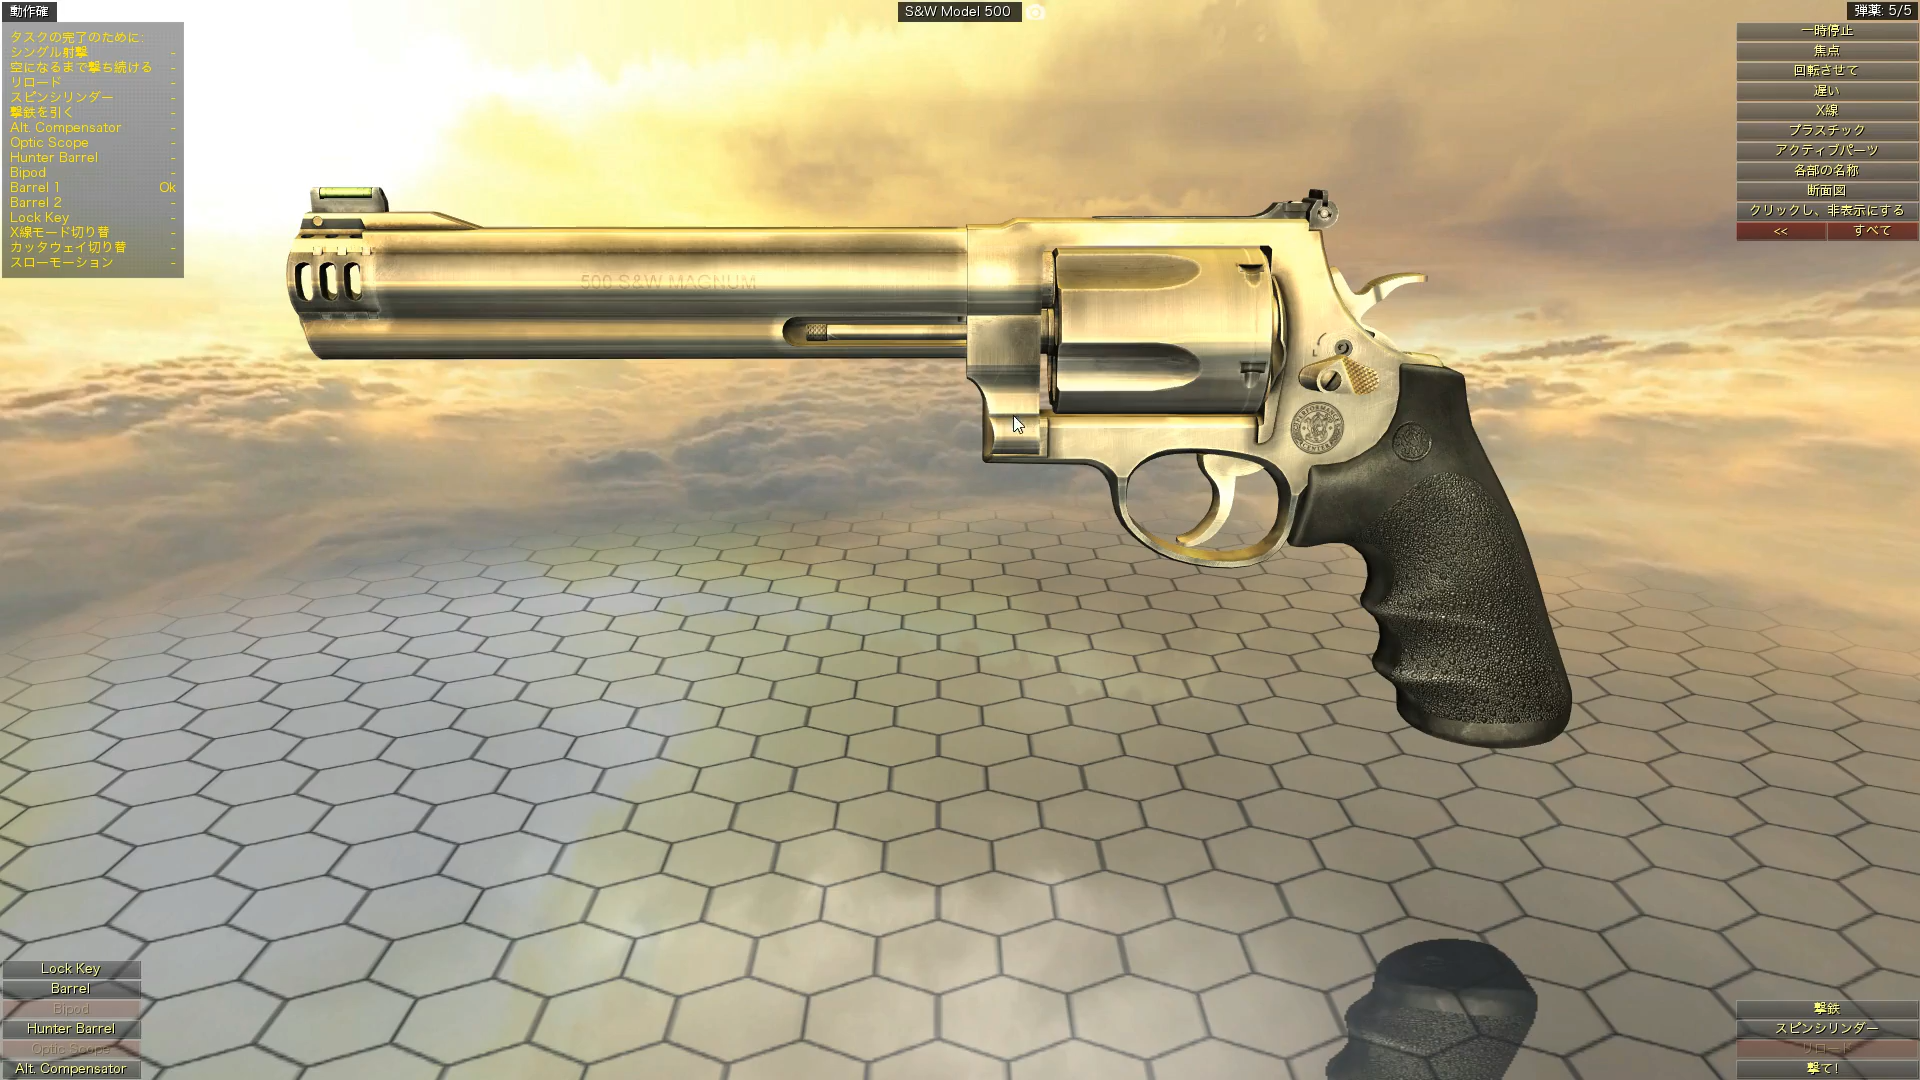 動作確
S&W Model 500
弾薬: 5/5
タスクの完了のために:
シングル射撃 -
空になるまで撃ち続ける -
リロード -
スピンシリンダー -
撃鉄を引く -
Alt. Compensator -
Optic Scope -
Hunter Barrel -
Bipod -
Barrel 1 Ok
Barrel 2 -
Lock Key -
X線モード切り替 -
カッタウェイ切り替 -
スローモーション -
一時停止
焦点
回転させて
遅い
X線
プラスチック
アクティブパーツ
各部の名称
断面図
クリックし、非表示にする
<< すべて
500 S&W MAGNUM
L
PERFORMANCE CENTER
Lock Key
Barrel
Bipod
Hunter Barrel
Optic Scope
Alt. Compensator
撃鉄
スピンシリンダー
リロード
撃て!